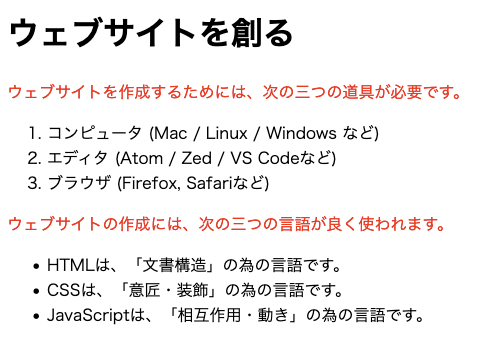 ウェブサイトを創る
ウェブサイトを作成するためには、次の三つの道具が必要です。
1. コンピュータ (Mac / Linux / Windows など)
2. エディタ (Atom / Zed / VS Codeなど)
3. ブラウザ (Firefox, Safariなど)
ウェブサイトの作成には、次の三つの言語が良く使われます。
• HTMLは、「文書構造」の為の言語です。
• CSSは、「意匠・装飾」の為の言語です。
• JavaScriptは、「相互作用・動き」の為の言語です。